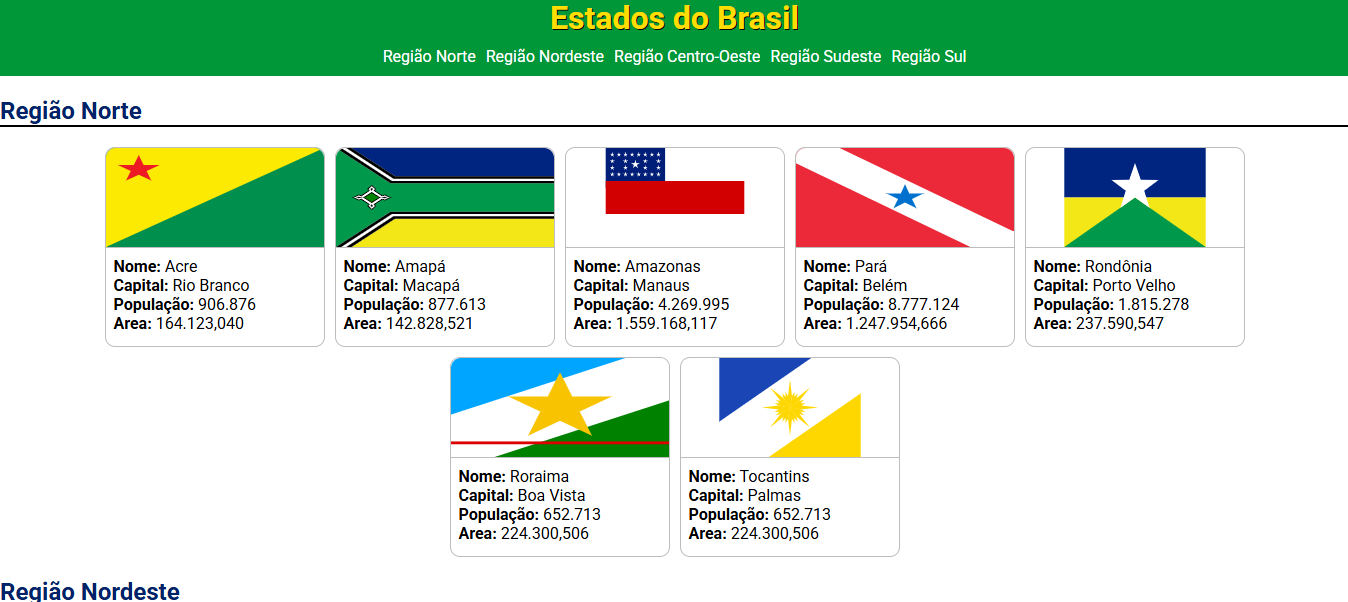 Estados do Brasil
Região Norte Região Nordeste Região Centro-Oeste Região Sudeste Região Sul
Região Norte
Nome: Acre
Capital: Rio Branco
População: 906.876
Area: 164.123,040
Nome: Amapá
Capital: Macapá
População: 877.613
Area: 142.828,521
Nome: Amazonas
Capital: Manaus
População: 4.269.995
Area: 1.559.168,117
Nome: Pará
Capital: Belém
População: 8.777.124
Area: 1.247.954,666
Nome: Rondônia
Capital: Porto Velho
População: 1.815.278
Area: 237.590,547
Nome: Roraima
Capital: Boa Vista
População: 652.713
Area: 224.300,506
Nome: Tocantins
Capital: Palmas
População: 652.713
Area: 224.300,506
Região Nordeste